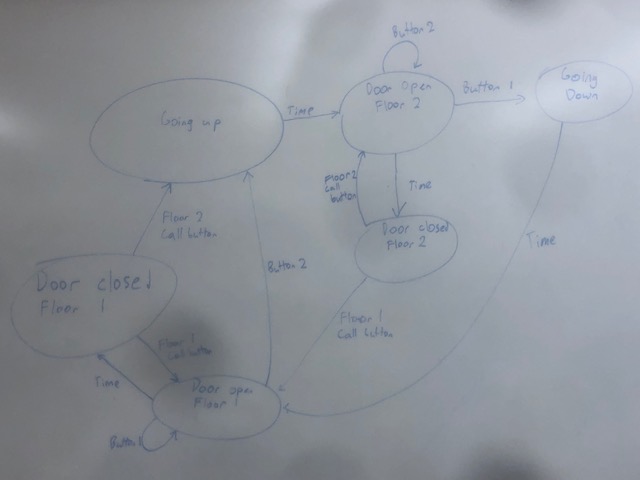 Button 2
Going up
Time
Door open
Floor 2
Button 1
Going
Down
Floor 2
call
button
Time
Floor 2
Call button
Door closed
Floor 2
Time
Button 2
Door closed
Floor 1
Floor 1
Call button
Floor 1
Call button
Time
Door open
Floor 1
Button 1